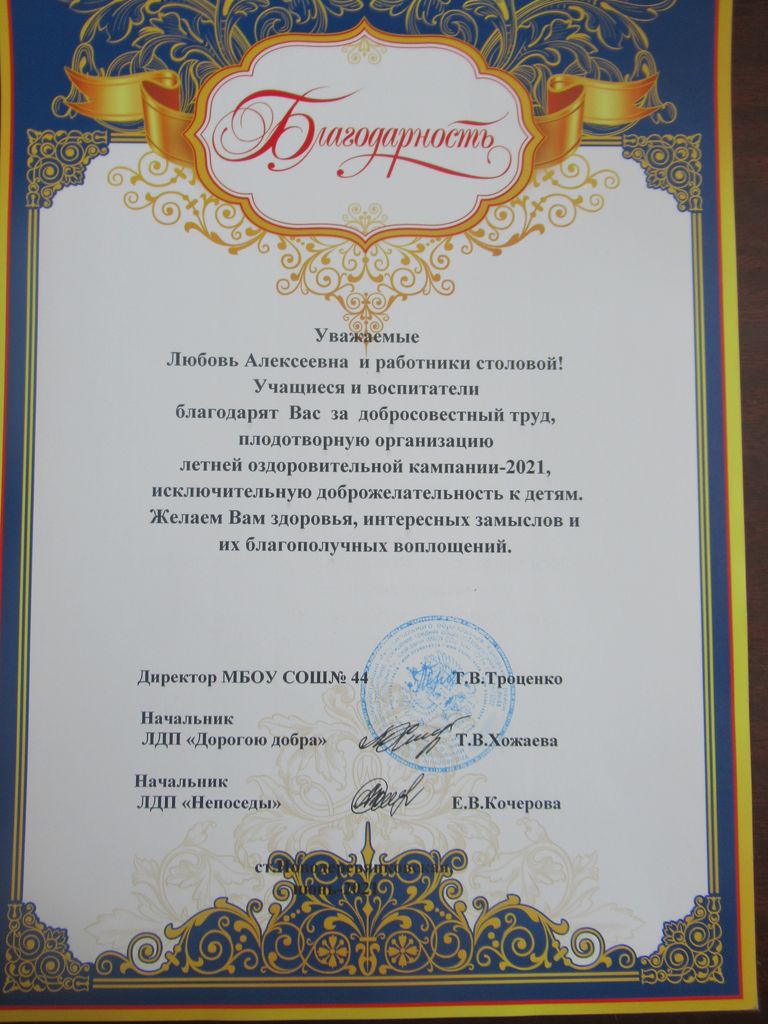 Благодарность
Уважаемые
Любовь Алексеевна и работники столовой!
Учащиеся и воспитатели
благодарят Вас за добросовестный труд,
плодотворную организацию
летней оздоровительной кампании-2021,
исключительную доброжелательность к детям.
Желаем Вам здоровья, интересных замыслов и
их благополучных воплощений.
Директор МБОУ СОШ№ 44 Т.В.Троценко
Начальник
ЛДП «Дорогою добра» Т.В.Хожаева
Начальник
ЛДП «Непоседы» Е.В.Кочерова
ст.Новодеревянковская